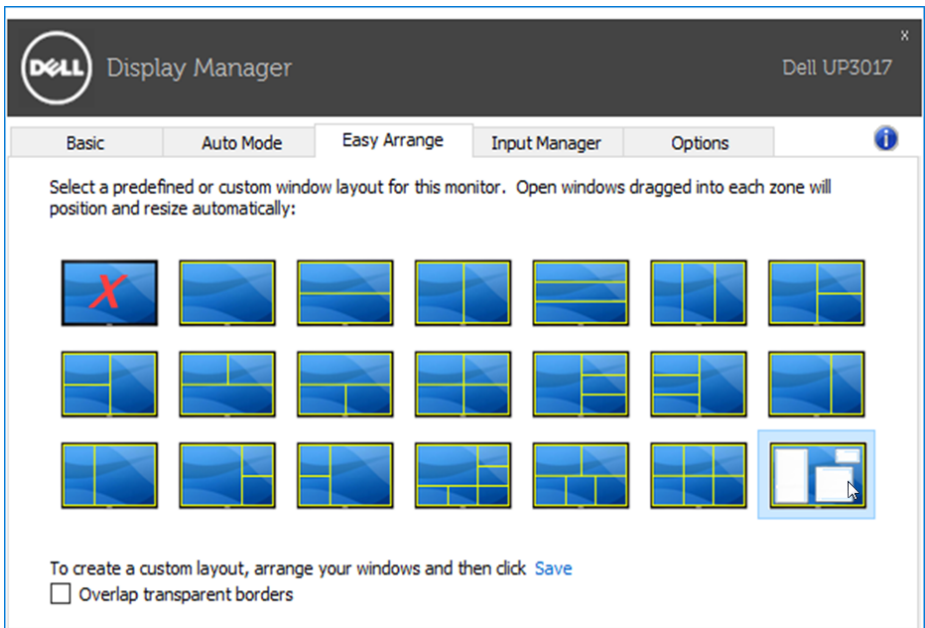 X
DELL
Display Manager
Dell UP3017
Basic
Auto Mode
Easy Arrange
Input Manager
Options
i
Select a predefined or custom window layout for this monitor. Open windows dragged into each zone will
position and resize automatically:
X
To create a custom layout, arrange your windows and then click Save
Overlap transparent borders